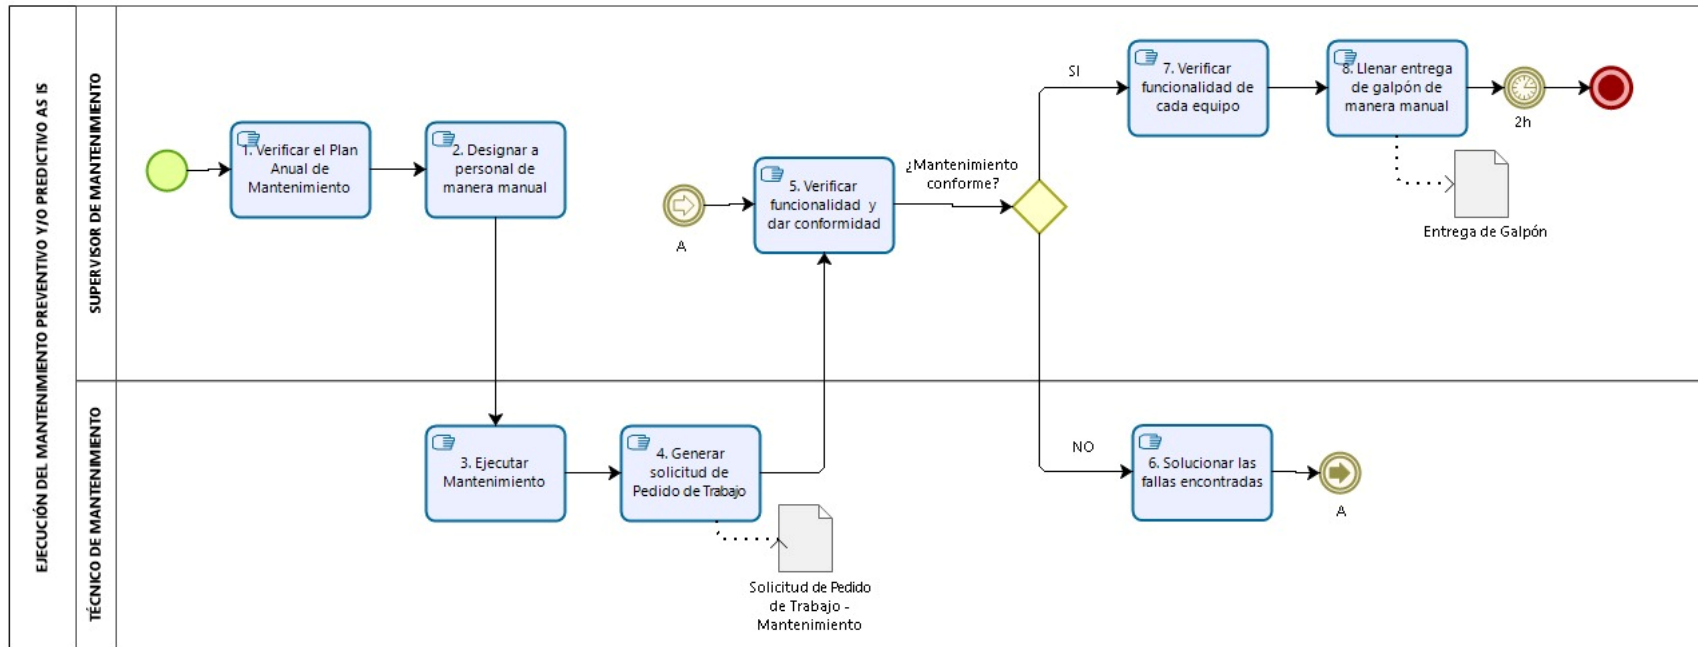 EJECUCIÓN DEL MANTENIMIENTO PREVENTIVO Y/O PREDICTIVO AS IS
SUPERVISOR DE MANTENIMIENTO
1. Verificar el Plan
Anual de
Mantenimiento
2. Designar a
personal de
manera manual
A
5. Verificar
funcionalidad y
dar conformidad
¿Mantenimiento
conforme?
SI
7. Verificar
funcionalidad de
cada equipo
8. Llenar entrega
de galpón de
manera manual
2h
Entrega de Galpón
TÉCNICO DE MANTENIMIENTO
3. Ejecutar
Mantenimiento
4. Generar
solicitud de
Pedido de Trabajo
Solicitud de Pedido
de Trabajo -
Mantenimiento
NO
6. Solucionar las
fallas encontradas
A